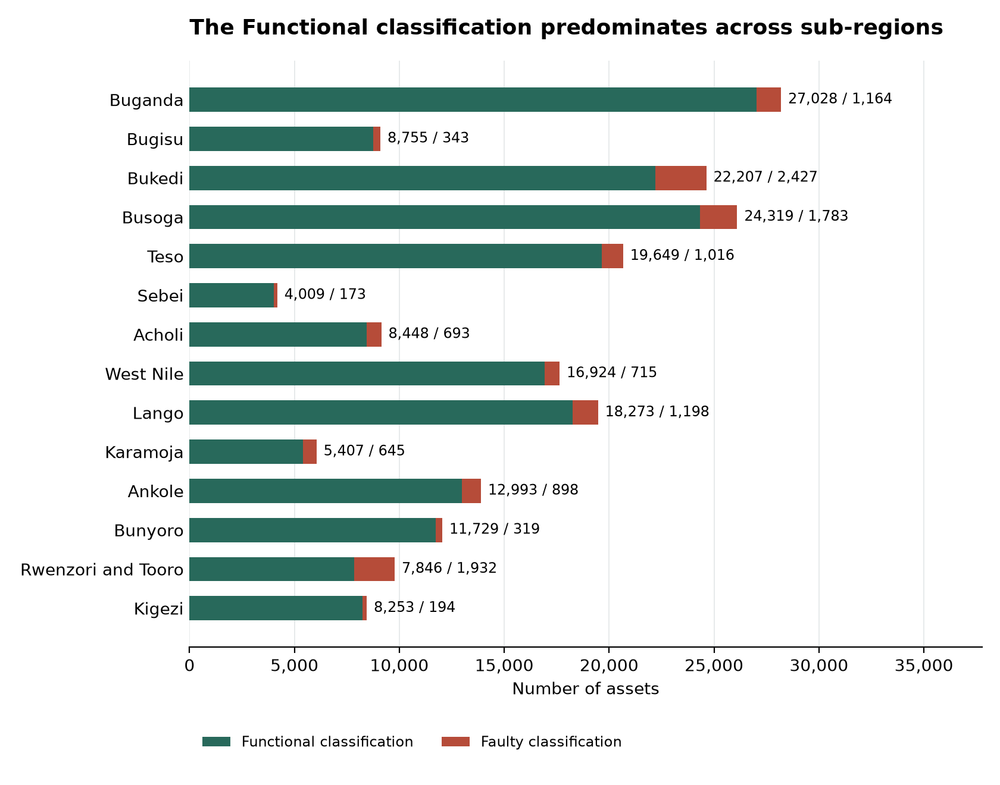 The Functional classification predominates across sub-regions
Buganda 27,028 / 1,164
Bugisu 8,755 / 343
Bukedi 22,207 / 2,427
Busoga 24,319 / 1,783
Teso 19,649 / 1,016
Sebei 4,009 / 173
Acholi 8,448 / 693
West Nile 16,924 / 715
Lango 18,273 / 1,198
Karamoja 5,407 / 645
Ankole 12,993 / 898
Bunyoro 11,729 / 319
Rwenzori and Tooro 7,846 / 1,932
Kigezi 8,253 / 194
0 5,000 10,000 15,000 20,000 25,000 30,000 35,000
Number of assets
Functional classification Faulty classification